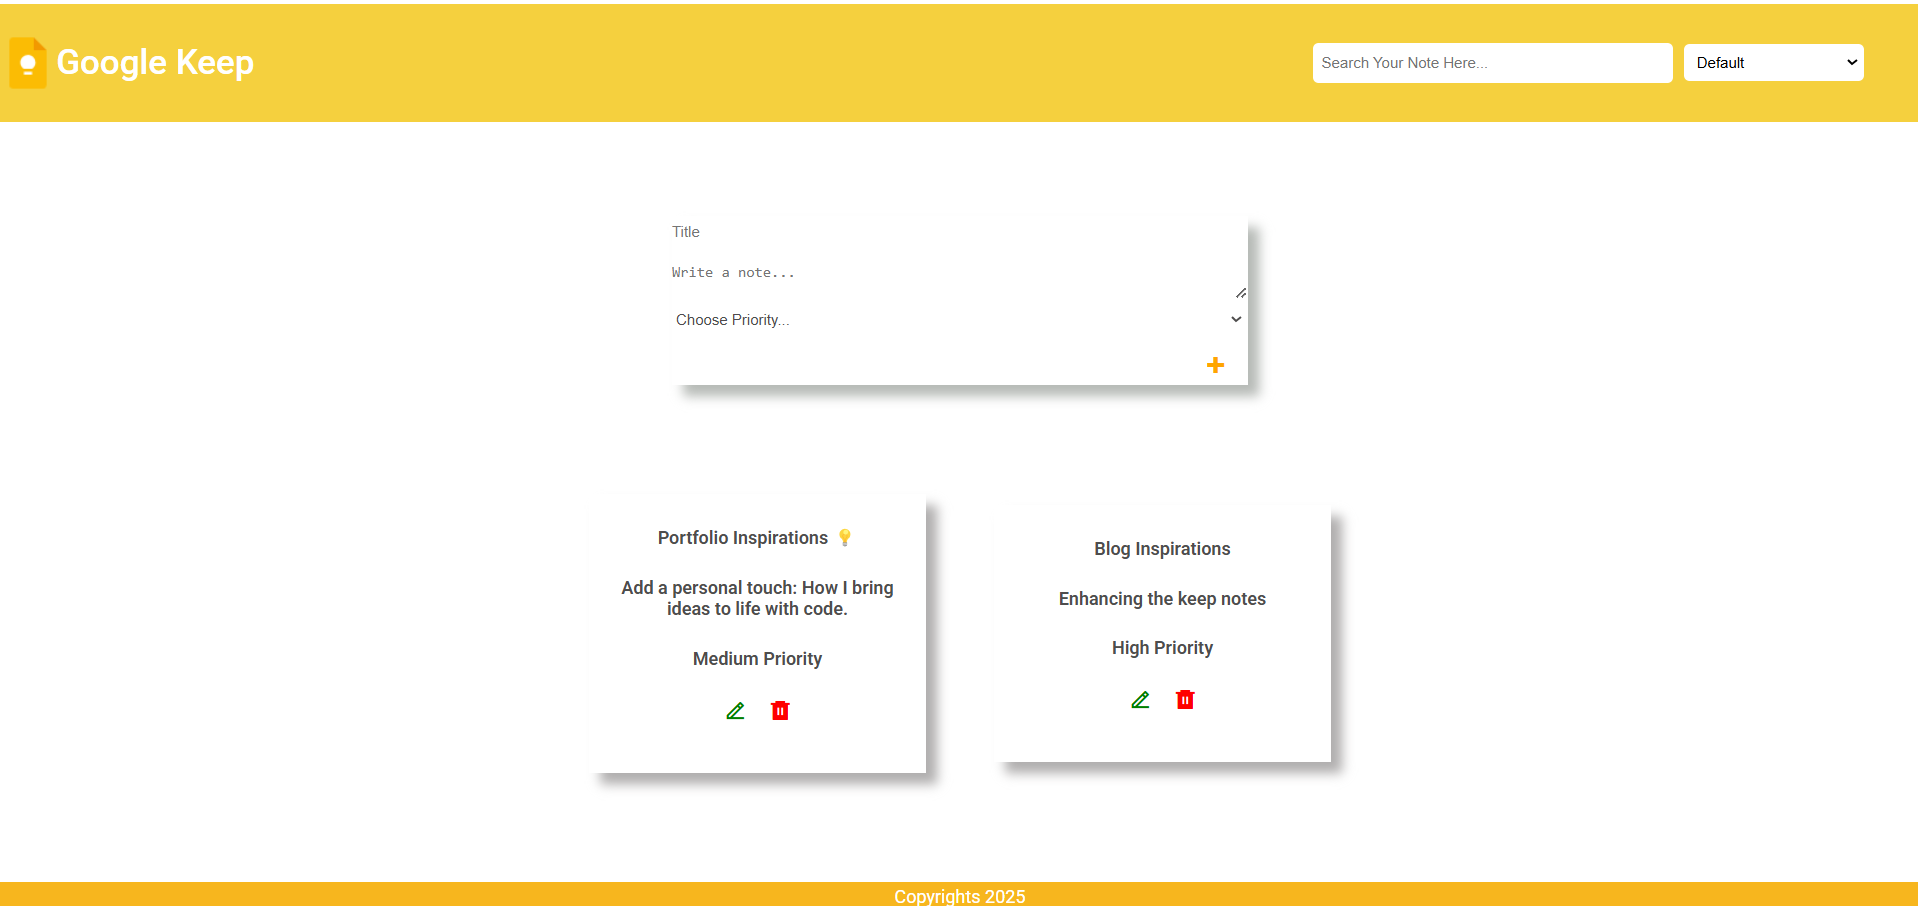 Google Keep
Search Your Note Here...
Default
Title
Write a note...
Choose Priority...
Portfolio Inspirations 💡
Add a personal touch: How I bring
ideas to life with code.
Medium Priority
Blog Inspirations
Enhancing the keep notes
High Priority
Copyrights 2025